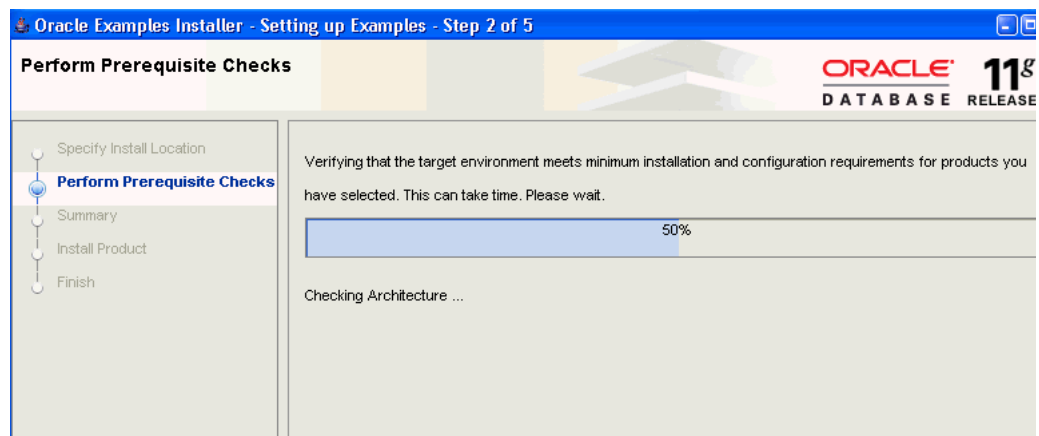 Oracle Examples Installer - Setting up Examples - Step 2 of 5
Perform Prerequisite Checks
ORACLE
DATABASE
11g
RELEASE
Specify Install Location
Perform Prerequisite Checks
Summary
Install Product
Finish
Verifying that the target environment meets minimum installation and configuration requirements for products you
have selected. This can take time. Please wait.
50%
Checking Architecture ...